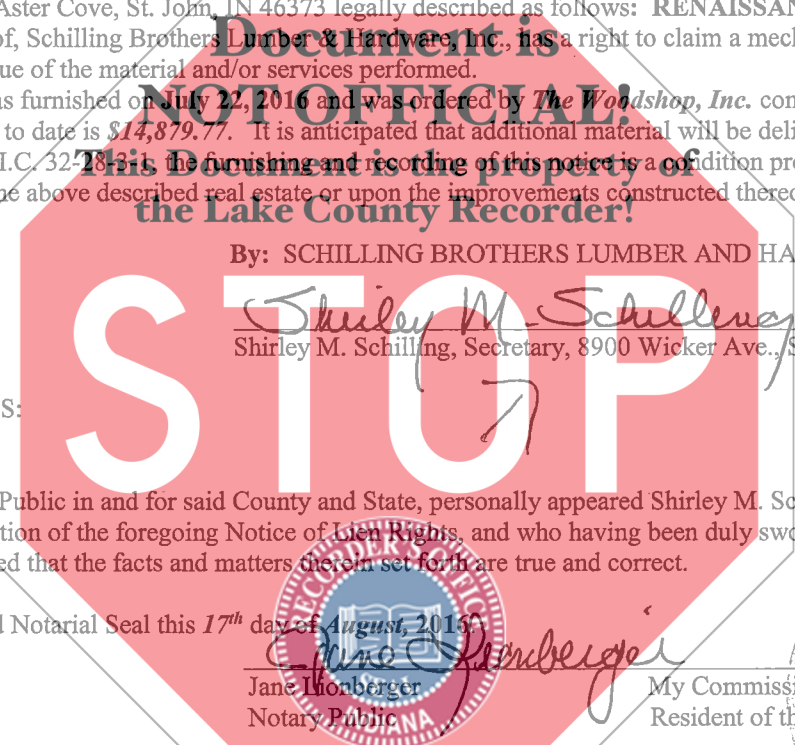 Aster Cove, St. John, IN 46373 legally described as follows: RENAISSAN
Document is
of, Schilling Brothers Lumber & Hardware, Inc., has a right to claim a mech
ue of the material and/or services performed.
NOT OFFICIAL!
as furnished on July 22, 2016 and was ordered by The Woodshop, Inc. con
to date is $14,879.77. It is anticipated that additional material will be deli
This Document is the property of
I.C. 32-28-3-1, the furnishing and recording of this notice is a condition pre
the Lake County Recorder!
ne above described real estate or upon the improvements constructed thereo
By: SCHILLING BROTHERS LUMBER AND HA
STOP
Shirley M. Schilling
Shirley M. Schilling, Secretary, 8900 Wicker Ave., S
S:
Public in and for said County and State, personally appeared Shirley M. Sc
tion of the foregoing Notice of Lien Rights, and who having been duly swo
ed that the facts and matters therein set forth are true and correct.
RECORDER'S OFFIC
SEAL
INDIANA
d Notarial Seal this 17th day of August, 2016.
Jane Lionberger
Jane Lionberger My Commissi
Notary Public Resident of th